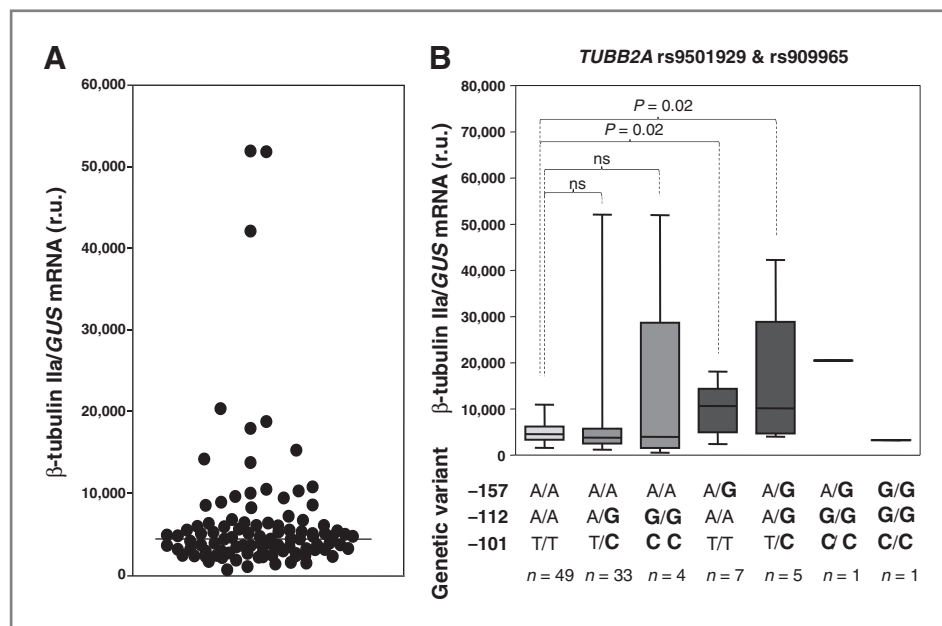 A
60,000
50,000
40,000
30,000
20,000
10,000
0
β-tubulin IIa/GUS mRNA (r.u.)
B
TUBB2A rs9501929 & rs909965
80,000
70,000
60,000
50,000
40,000
30,000
20,000
10,000
0
β-tubulin IIa/GUS mRNA (r.u.)
P = 0.02
P = 0.02
ns
ns
Genetic variant
–157 A/A A/A A/A A/G A/G A/G G/G
–112 A/A A/G G/G A/A A/G G/G G/G
–101 T/T T/C C C T/T T/C C/ C C/C
n = 49 n = 33 n = 4 n = 7 n = 5 n = 1 n = 1